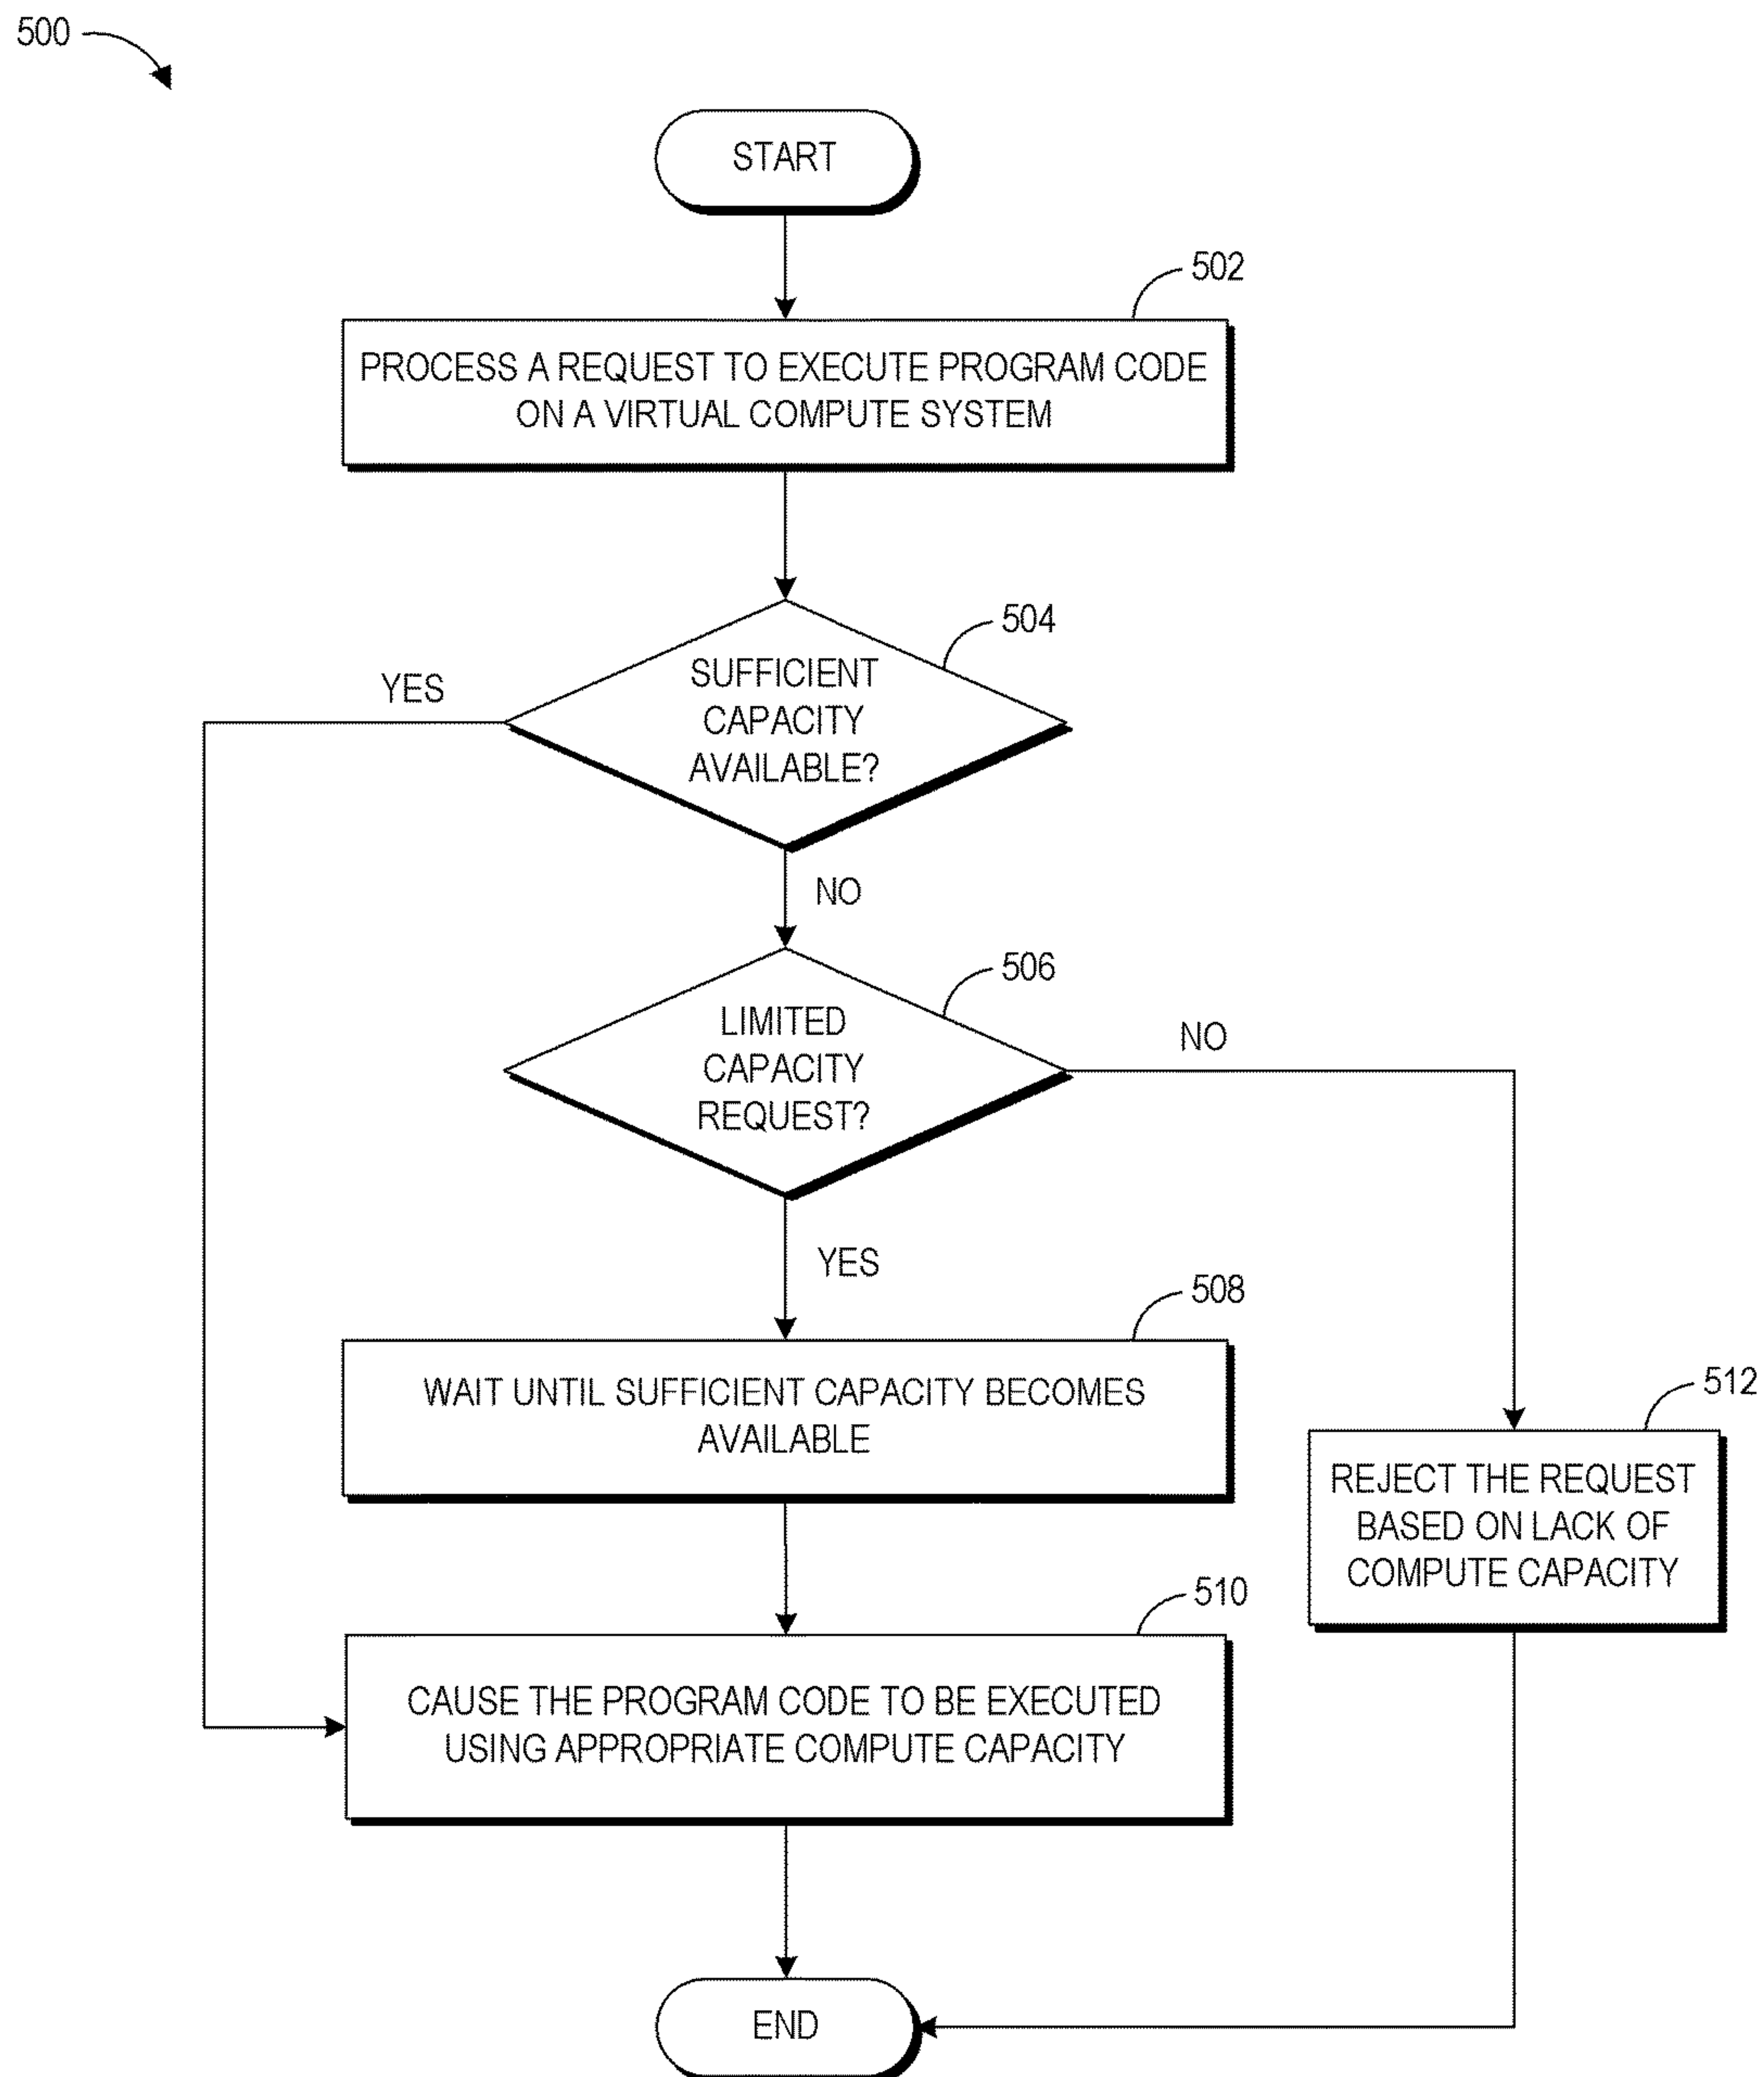 500
START
502
PROCESS A REQUEST TO EXECUTE PROGRAM CODE
ON A VIRTUAL COMPUTE SYSTEM
504
SUFFICIENT
CAPACITY
AVAILABLE?
YES
NO
506
LIMITED
CAPACITY
REQUEST?
NO
YES
508
WAIT UNTIL SUFFICIENT CAPACITY BECOMES
AVAILABLE
512
REJECT THE REQUEST
BASED ON LACK OF
COMPUTE CAPACITY
510
CAUSE THE PROGRAM CODE TO BE EXECUTED
USING APPROPRIATE COMPUTE CAPACITY
END